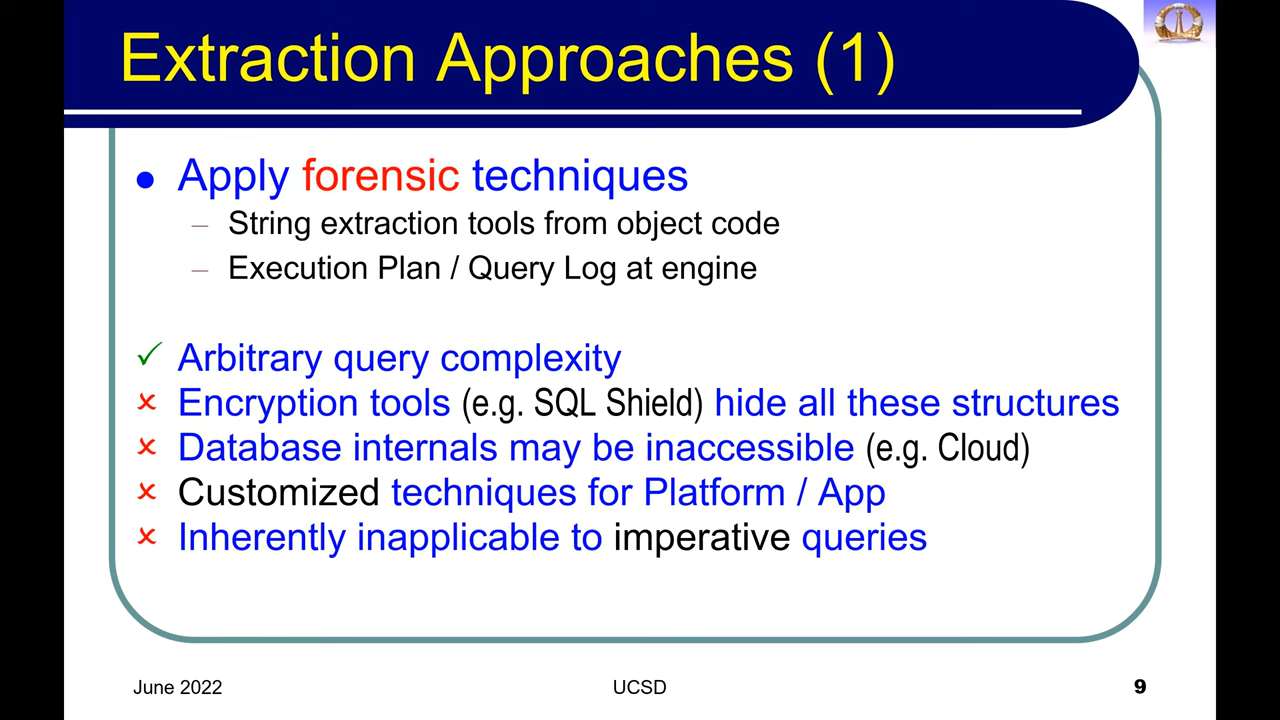 Extraction Approaches (1)
● Apply forensic techniques
– String extraction tools from object code
– Execution Plan / Query Log at engine
✓ Arbitrary query complexity
× Encryption tools (e.g. SQL Shield) hide all these structures
× Database internals may be inaccessible (e.g. Cloud)
× Customized techniques for Platform / App
× Inherently inapplicable to imperative queries
June 2022 UCSD 9